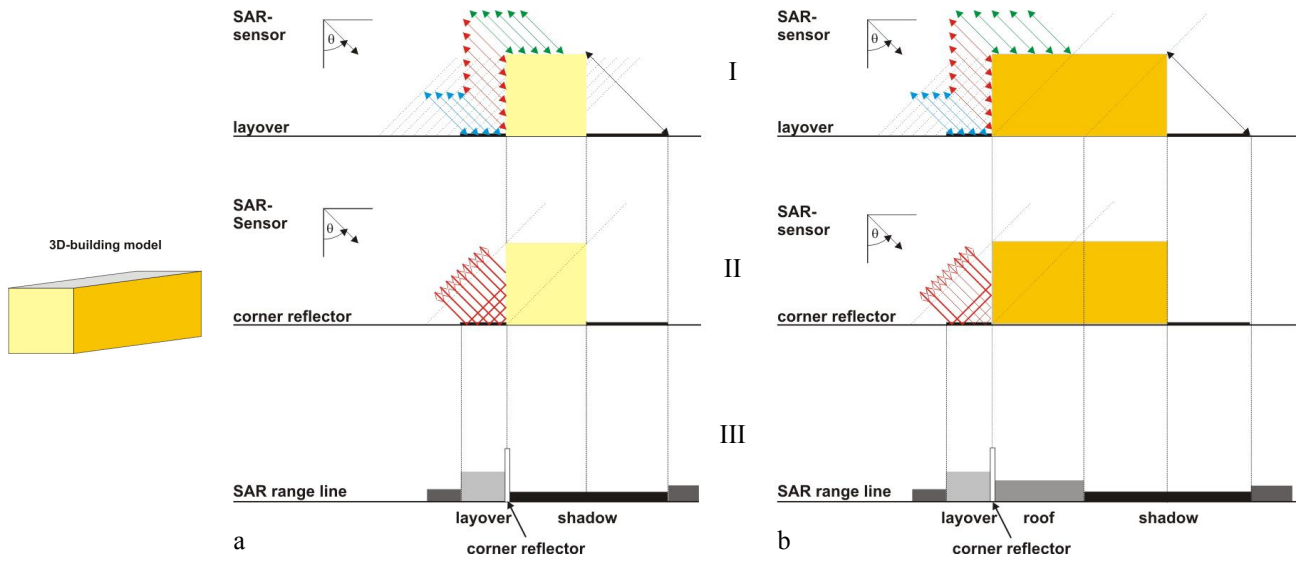 3D-building model
SAR-
sensor
θ
layover
SAR-
Sensor
θ
corner reflector
SAR range line
layover
shadow
corner reflector
a
I
II
III
SAR-
sensor
θ
layover
SAR-
sensor
θ
corner reflector
SAR range line
layover
roof
shadow
corner reflector
b